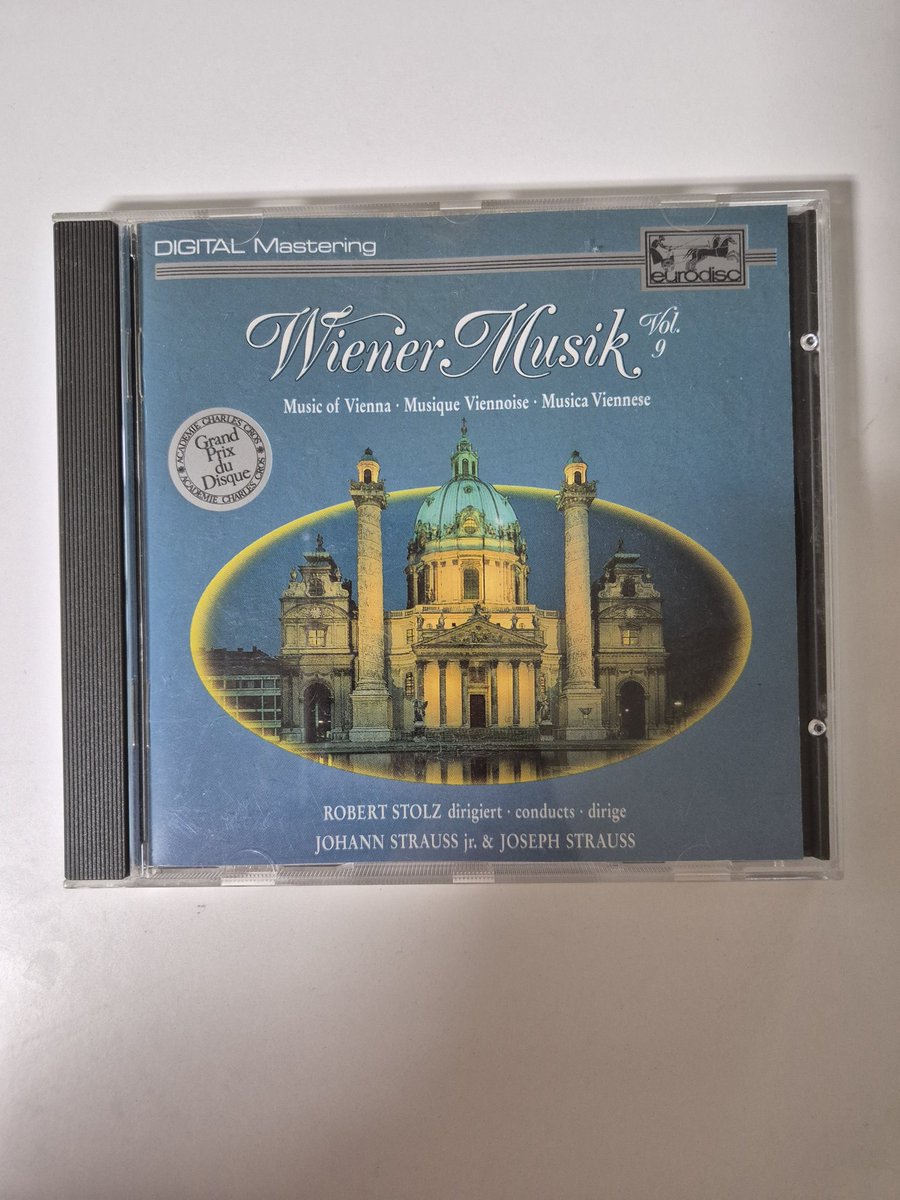 DIGITAL Mastering
eurodisc
Wiener Musik Vol. 9
Music of Vienna · Musique Viennoise · Musica Viennese
ACADEMIE CHARLES CROS
Grand
Prix
du
Disque
ACADEMIE CHARLES CROS
ROBERT STOLZ dirigiert · conducts · dirige
JOHANN STRAUSS jr. & JOSEPH STRAUSS